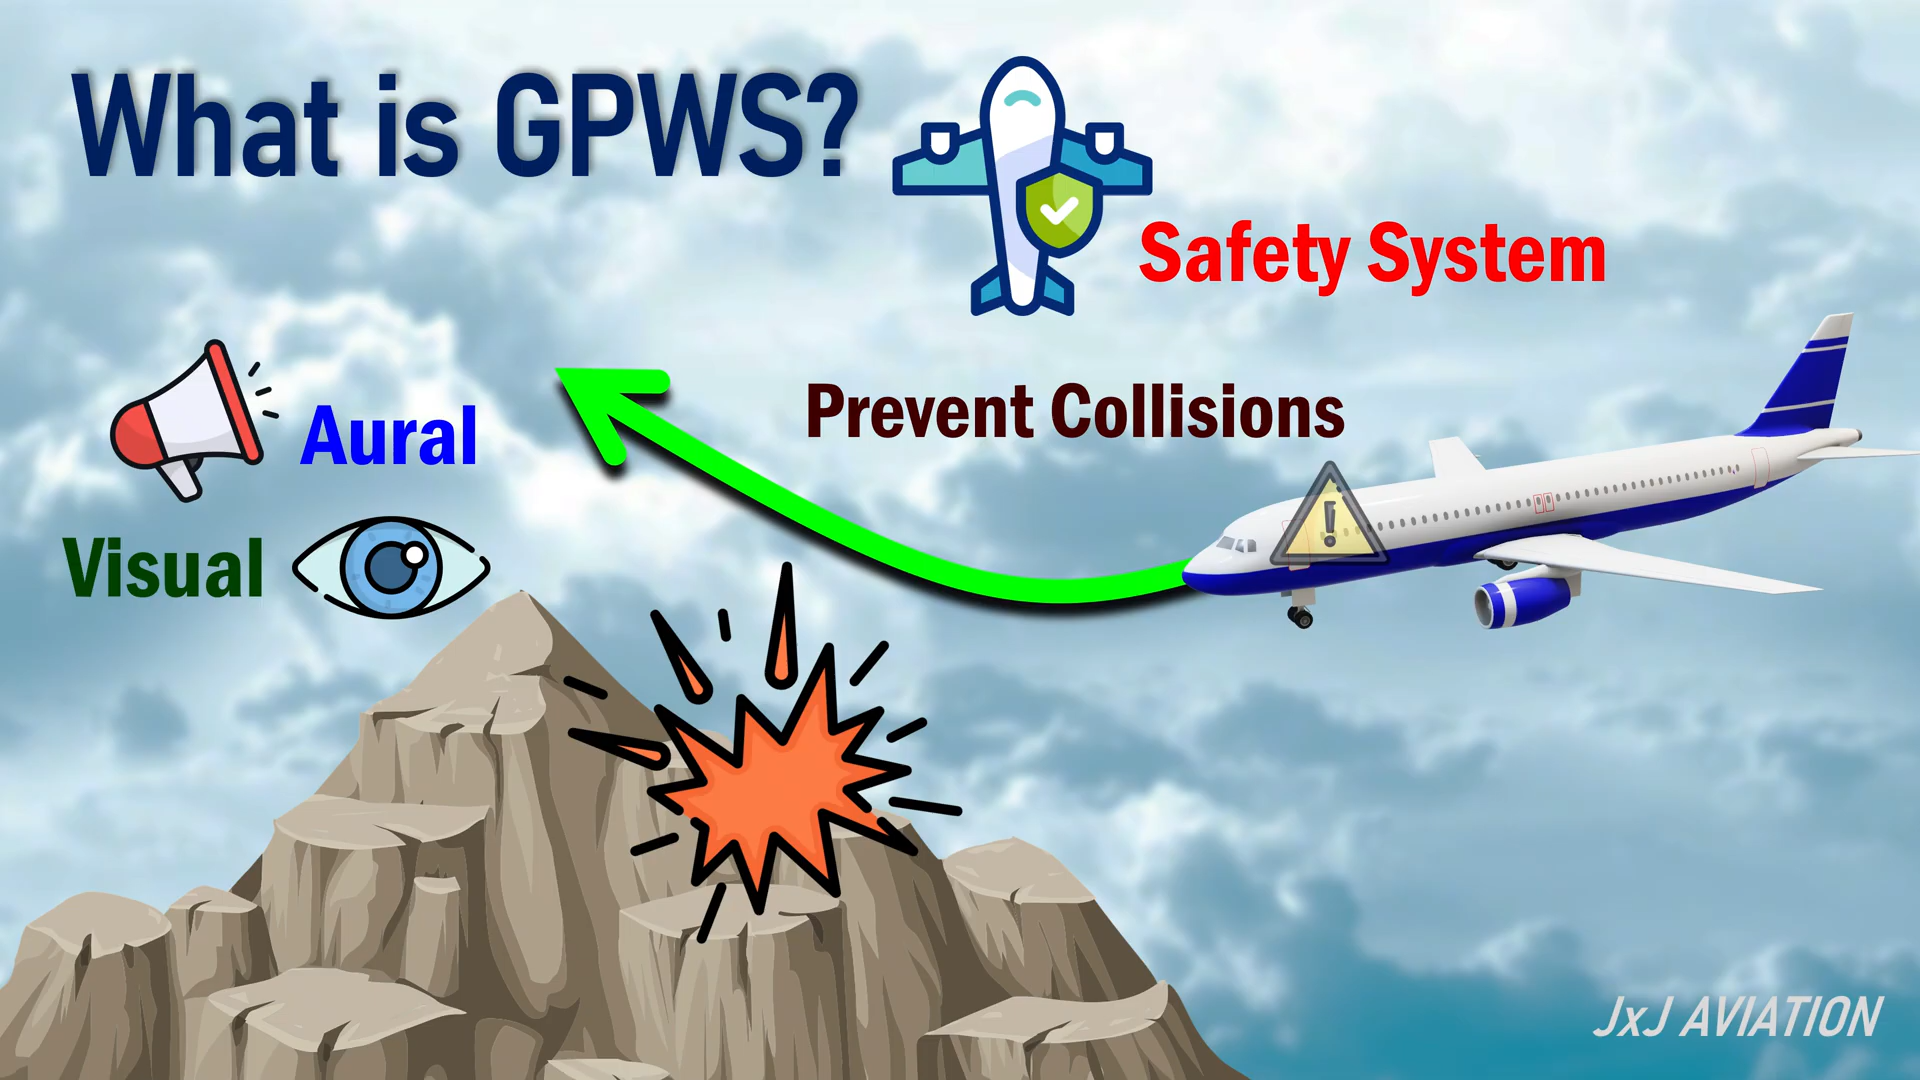 What is GPWS?
Safety System
Prevent Collisions
Aural
Visual
JxJ AVIATION